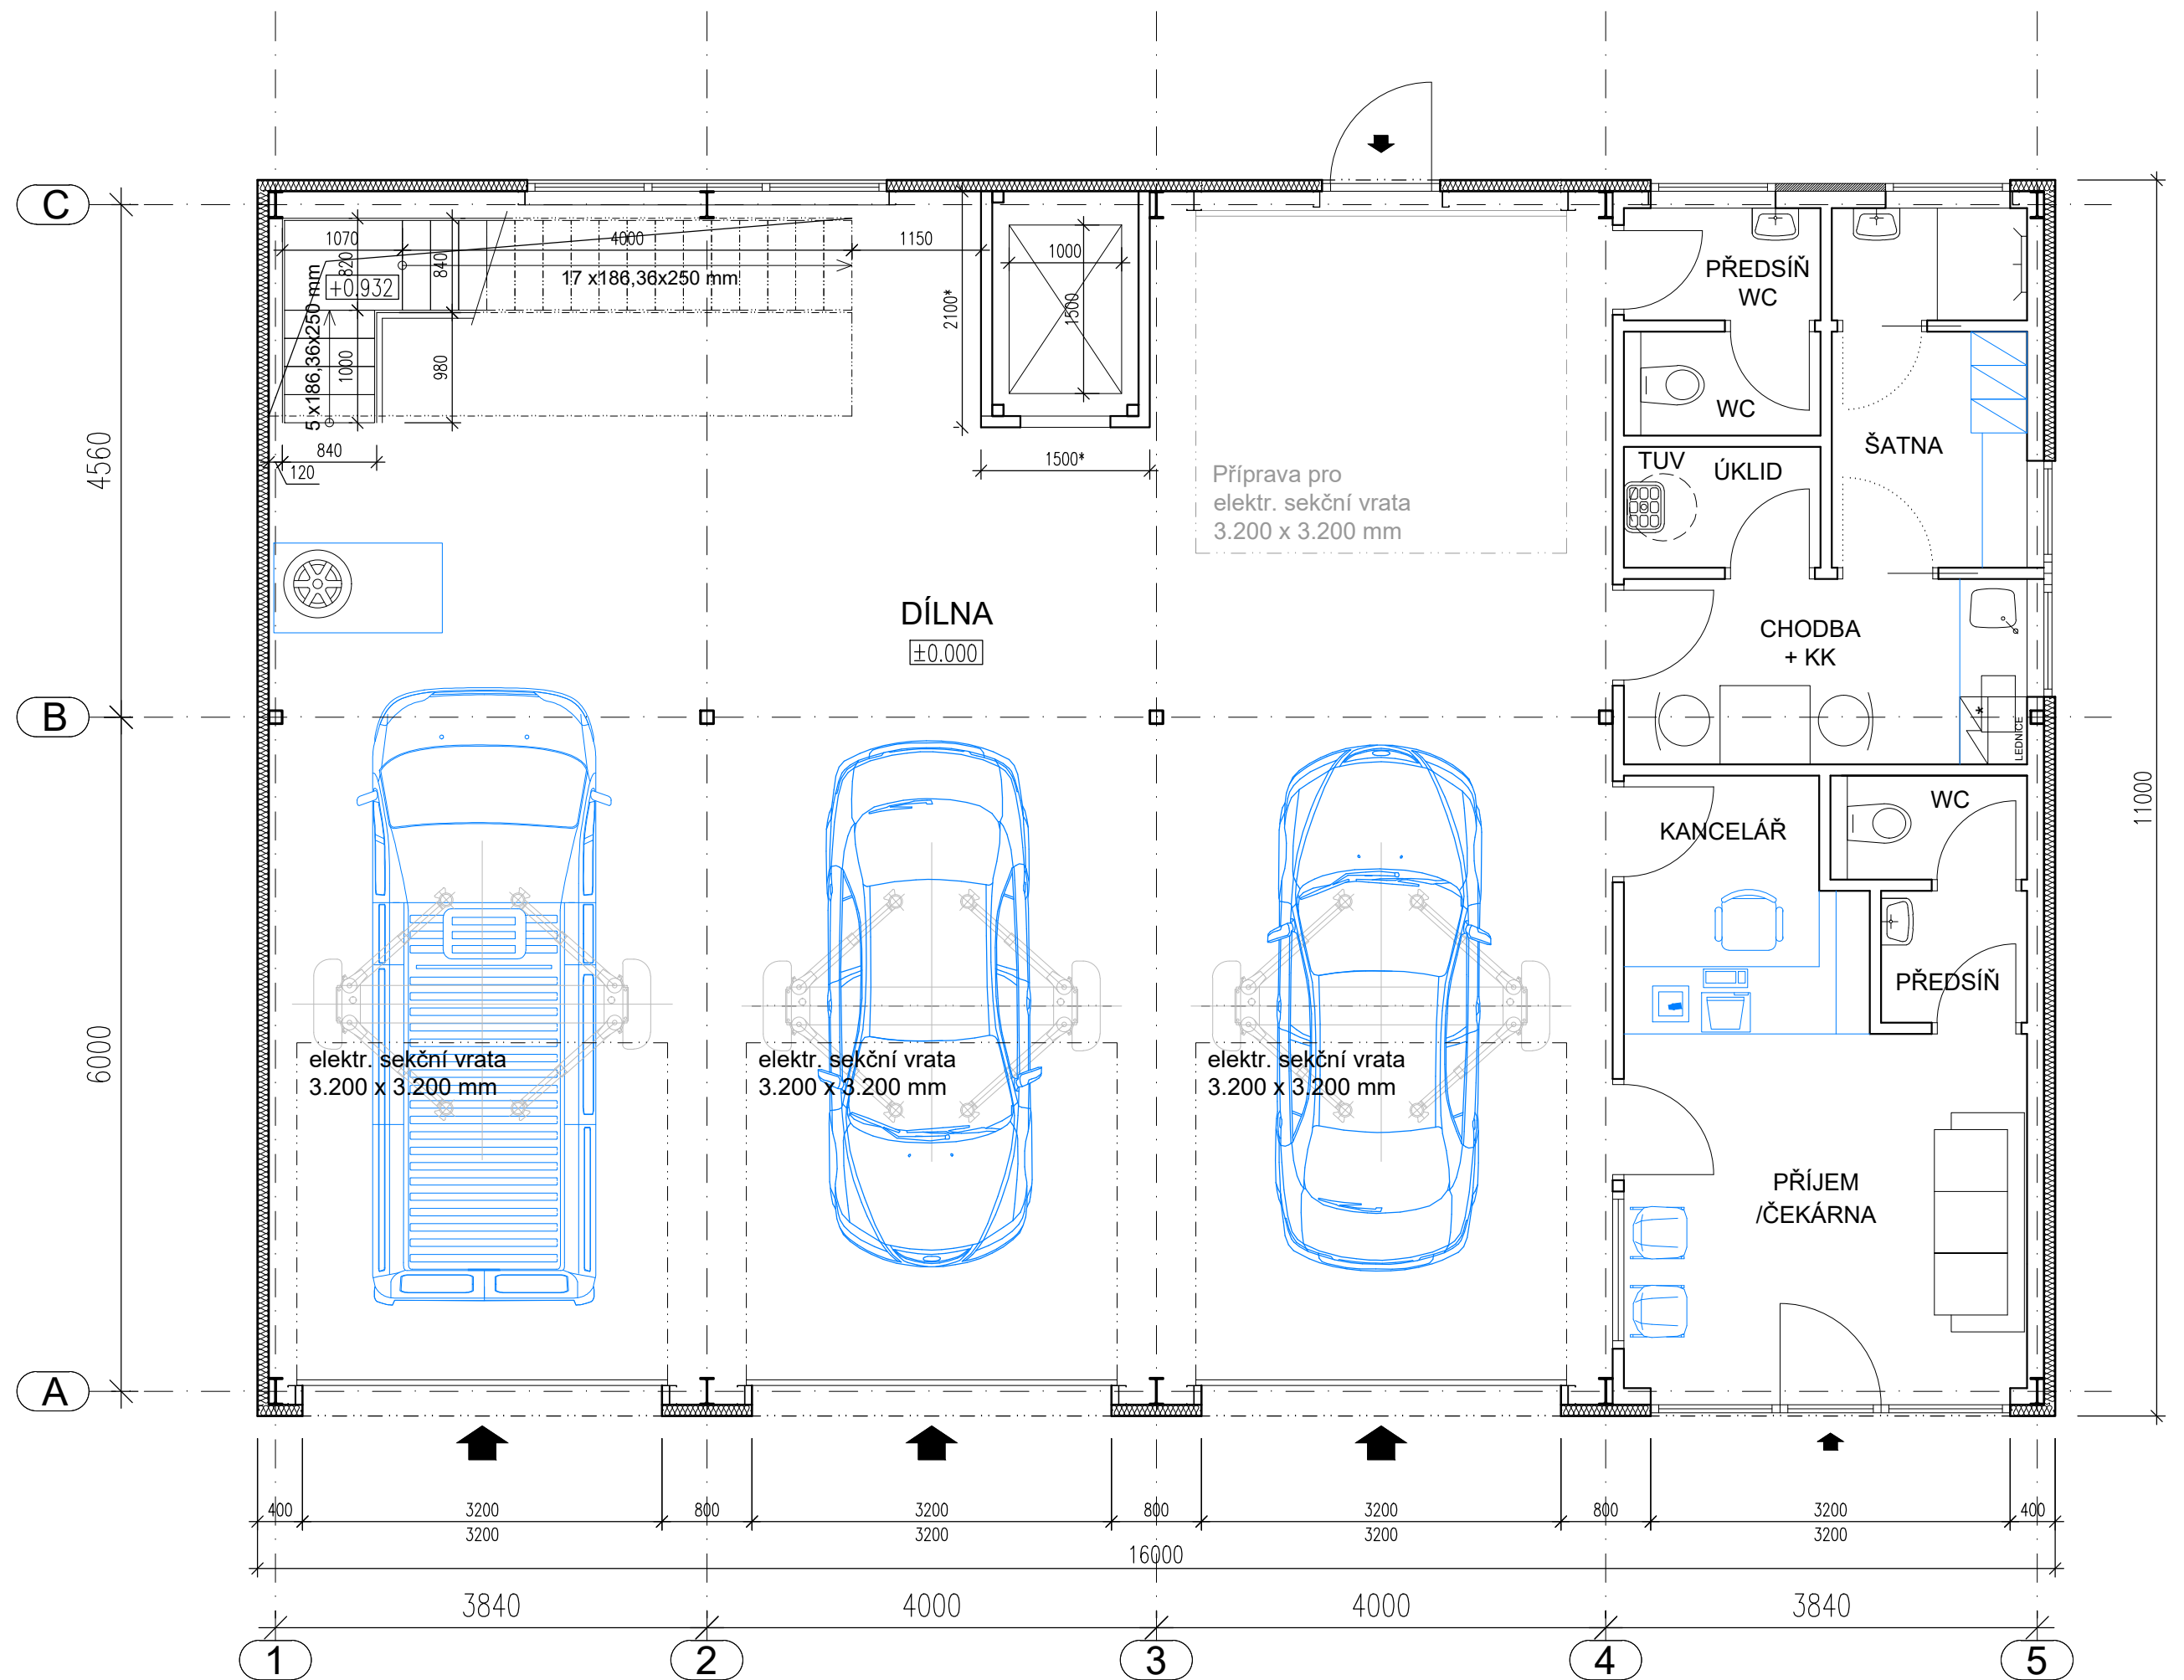 C
1070
4000
1150
820
840
+0.932
17 x186,36x250 mm
5 x186,36x250 mm
1000
980
2100*
1000
1500
840
120
1500*
PŘEDSÍŇ
WC
WC
ŠATNA
TUV
ÚKLID
Příprava pro
elektr. sekční vrata
3.200 x 3.200 mm
4560
DÍLNA
±0.000
CHODBA
+ KK
*
LEDNICE
B
11000
WC
KANCELÁŘ
PŘEDSÍŇ
6000
elektr. sekční vrata
3.200 x 3.200 mm
elektr. sekční vrata
3.200 x 3.200 mm
elektr. sekční vrata
3.200 x 3.200 mm
PŘÍJEM
/ČEKÁRNA
A
400
3200
800
3200
800
3200
800
3200
400
3200
3200
3200
3200
16000
3840
4000
4000
3840
1
2
3
4
5